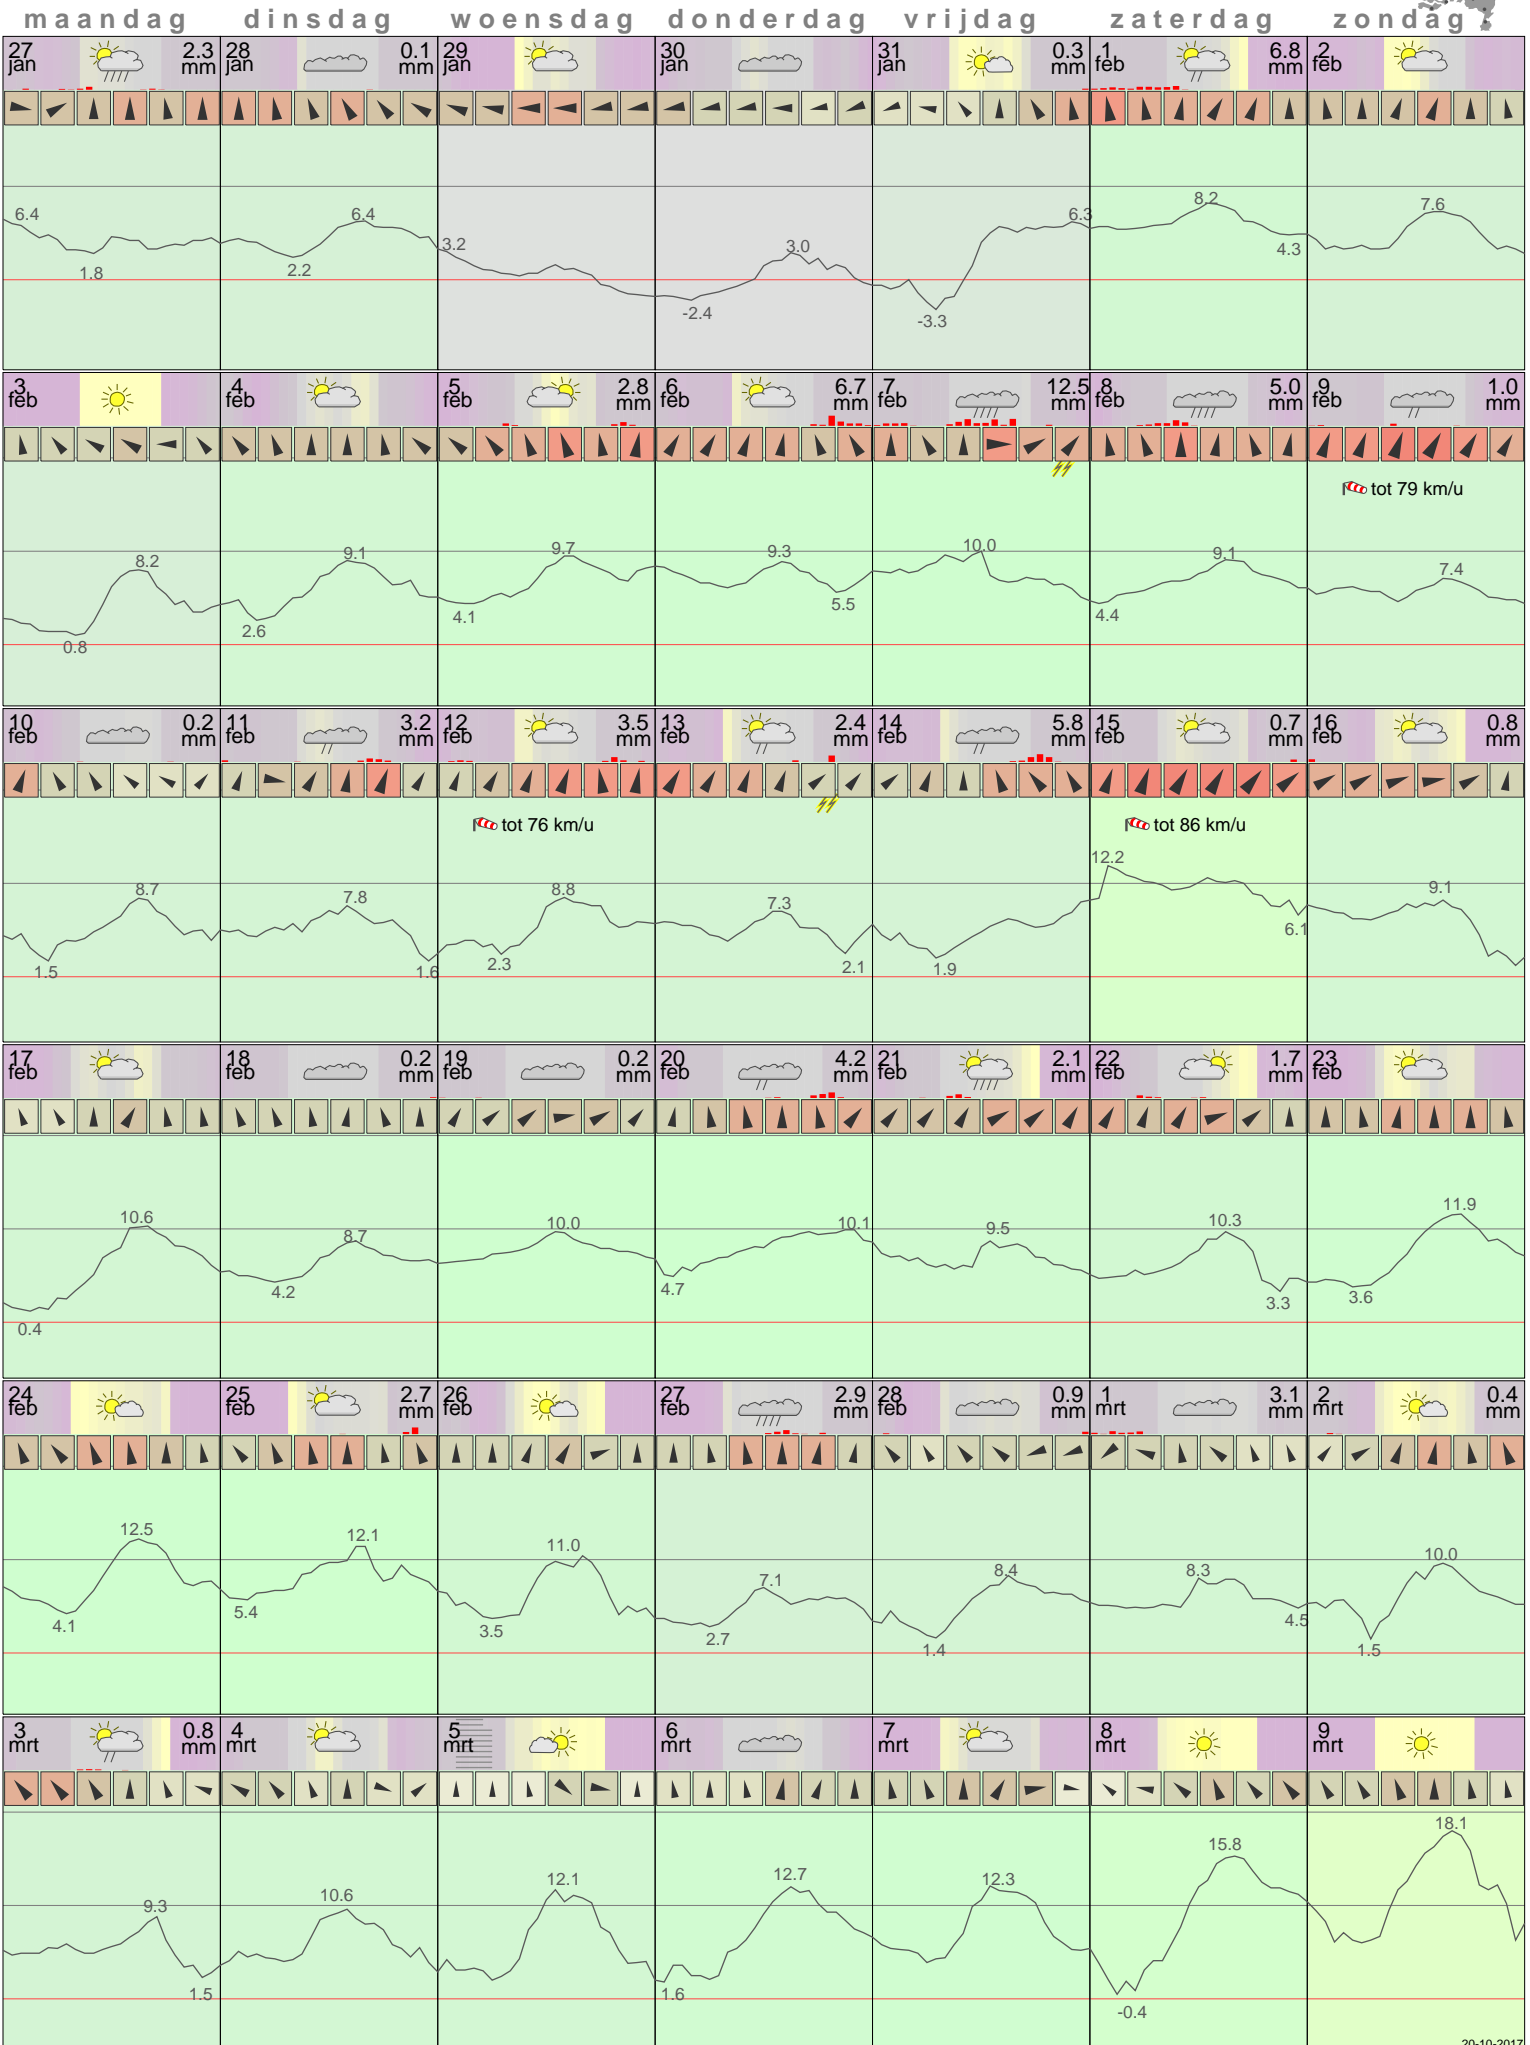 maandag dinsdag woensdag donderdag vrijdag zaterdag zondag
27 jan 2.3 mm 28 jan 0.1 mm 29 jan 30 jan 31 jan 0.3 mm 1 feb 6.8 mm 2 feb
6.4 1.8 2.2 6.4 3.2 -2.4 3.0 -3.3 6.3 8.2 4.3 7.6
3 feb 4 feb 5 feb 2.8 mm 6 feb 6.7 mm 7 feb 12.5 mm 8 feb 5.0 mm 9 feb 1.0 mm
tot 79 km/u
0.8 8.2 2.6 9.1 4.1 9.7 9.3 5.5 10.0 4.4 9.1 7.4
10 feb 0.2 mm 11 feb 3.2 mm 12 feb 3.5 mm 13 feb 2.4 mm 14 feb 5.8 mm 15 feb 0.7 mm 16 feb 0.8 mm
tot 76 km/u tot 86 km/u
1.5 8.7 7.8 1.6 2.3 8.8 7.3 2.1 1.9 12.2 6.1 9.1
17 feb 18 feb 0.2 mm 19 feb 0.2 mm 20 feb 4.2 mm 21 feb 2.1 mm 22 feb 1.7 mm 23 feb
0.4 10.6 4.2 8.7 10.0 4.7 10.1 9.5 10.3 3.3 3.6 11.9
24 feb 25 feb 2.7 mm 26 feb 27 feb 2.9 mm 28 feb 0.9 mm 1 mrt 3.1 mm 2 mrt 0.4 mm
4.1 12.5 5.4 12.1 3.5 11.0 2.7 7.1 1.4 8.4 8.3 4.5 1.5 10.0
3 mrt 0.8 mm 4 mrt 5 mrt 6 mrt 7 mrt 8 mrt 9 mrt
9.3 1.5 10.6 12.1 1.6 12.7 12.3 -0.4 15.8 18.1
20-10-2017